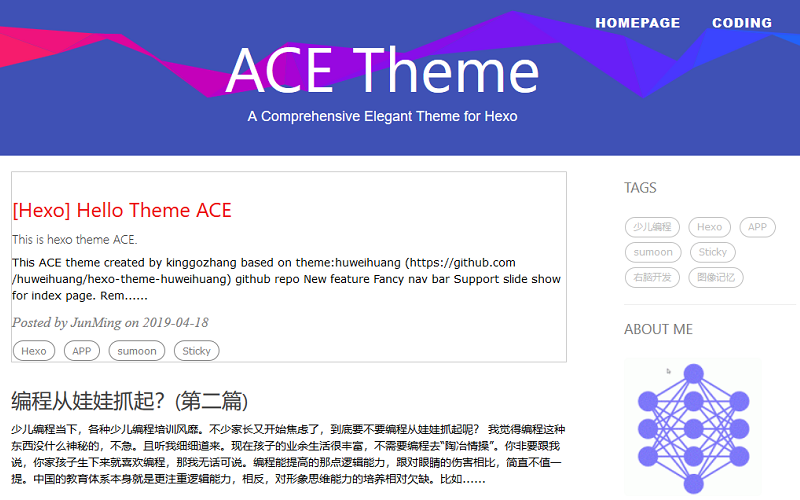 HOMEPAGE CODING
ACE Theme
A Comprehensive Elegant Theme for Hexo
[Hexo] Hello Theme ACE
This is hexo theme ACE.
This ACE theme created by kinggozhang based on theme:huweihuang (https://github.com
/huweihuang/hexo-theme-huweihuang) github repo New feature Fancy nav bar Support slide show
for index page. Rem......
Posted by JunMing on 2019-04-18
Hexo APP sumoon Sticky
编程从娃娃抓起？(第二篇)
少儿编程当下，各种少儿编程培训风靡。不少家长又开始焦虑了，到底要不要编程从娃娃抓起呢？ 我觉得编程这种
东西没什么神秘的，不急。且听我细细道来。现在孩子的业余生活很丰富，不需要编程去“陶冶情操”。你非要跟我
说，你家孩子生下来就喜欢编程，那我无话可说。编程能提高的那点逻辑能力，跟对眼睛的伤害相比，简直不值一
提。中国的教育体系本身就是更注重逻辑能力，相反，对形象思维能力的培养相对欠缺。比如......
TAGS
少儿编程 Hexo APP
sumoon Sticky
右脑开发 图像记忆
ABOUT ME